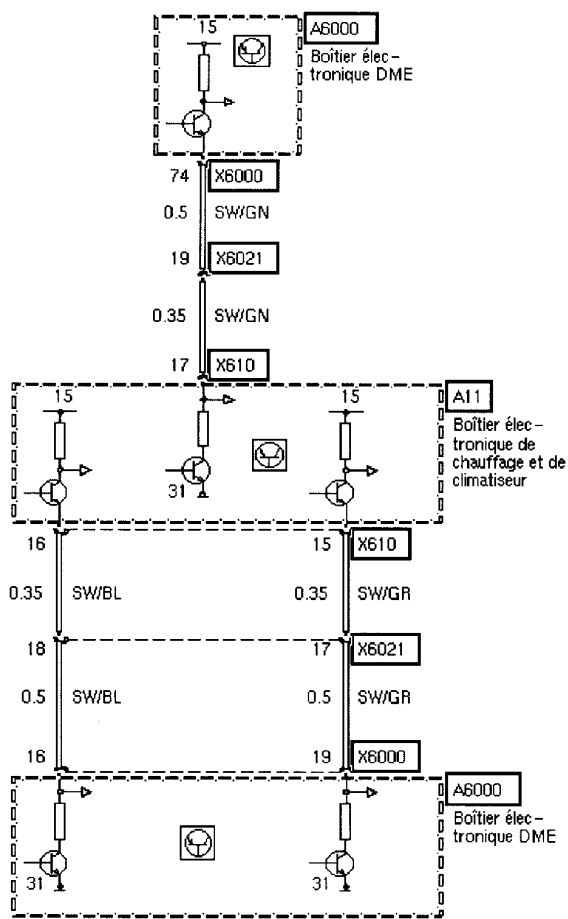 15
A6000
Boîtier élec-
tronique DME
74 X6000
0.5 SW/GN
19 X6021
0.35 SW/GN
17 X610
15 15
A11
Boîtier élec-
tronique de
chauffage et de
climatiseur
31
16 15 X610
0.35 SW/BL 0.35 SW/GR
18 17 X6021
0.5 SW/BL 0.5 SW/GR
16 19 X6000
A6000
Boîtier élec-
tronique DME
31 31